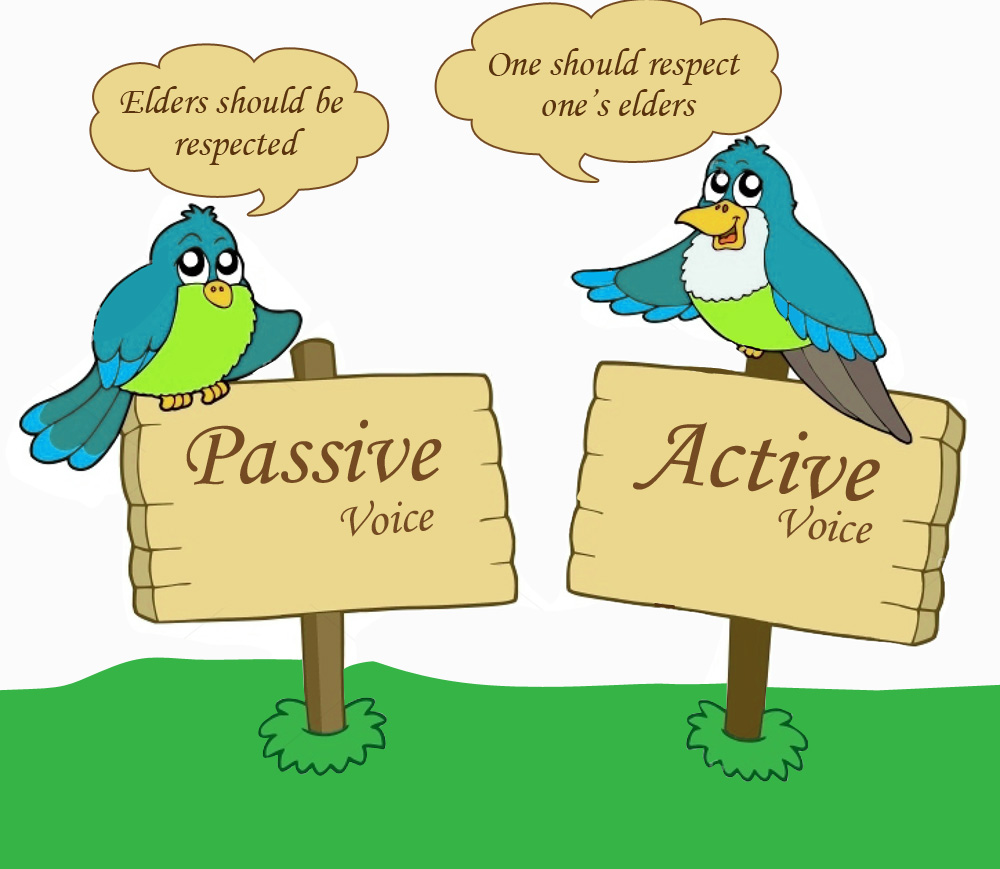 Elders should be
respected
One should respect
one’s elders
Passive
Voice
Active
Voice